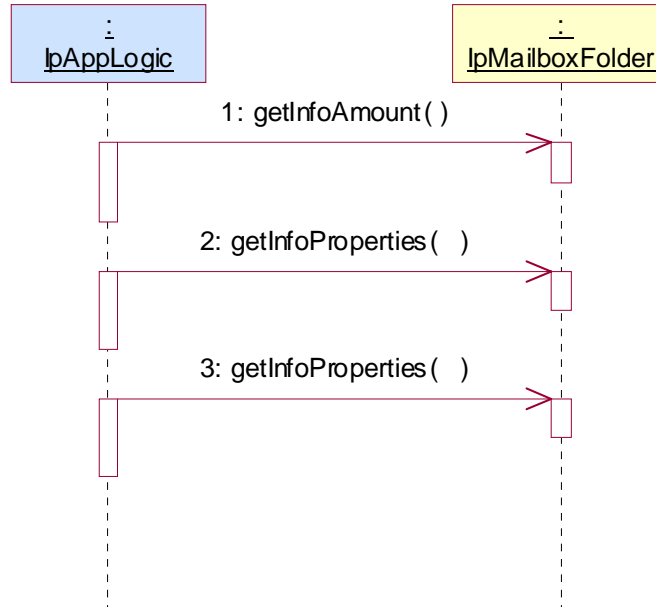 :
IpAppLogic
:
IpMailboxFolder
1: getInfoAmount( )
2: getInfoProperties(  )
3: getInfoProperties(  )